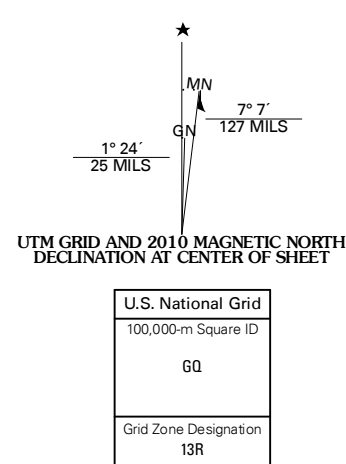 MN
7° 7´
GN
127 MILS
1° 24´
25 MILS
UTM GRID AND 2010 MAGNETIC NORTH
DECLINATION AT CENTER OF SHEET
U.S. National Grid
100,000-m Square ID
GQ
Grid Zone Designation
13R